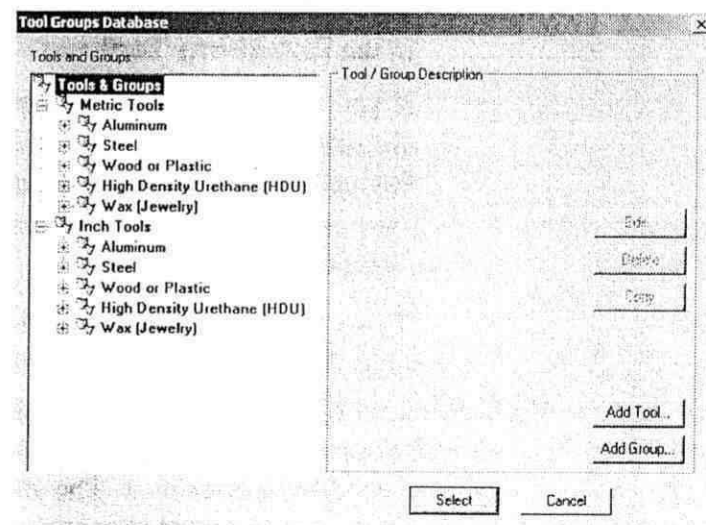 Tool Groups Database
Tools and Groups
Tools & Groups
Metric Tools
Aluminum
Steel
Wood or Plastic
High Density Urethane (HDU)
Wax (Jewelry)
Inch Tools
Aluminum
Steel
Wood or Plastic
High Density Urethane (HDU)
Wax (Jewelry)
Tool / Group Description
Edit
Delete
Copy
Add Tool...
Add Group...
Select
Cancel